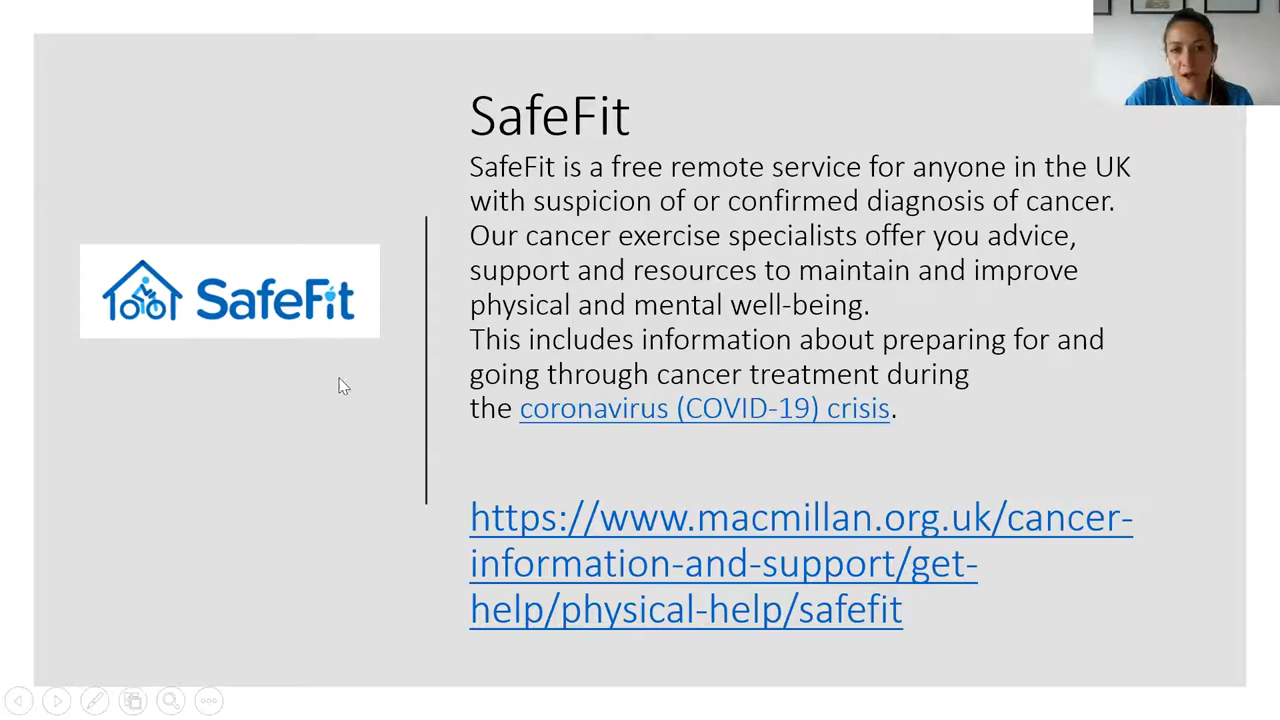 SafeFit
SafeFit is a free remote service for anyone in the UK
with suspicion of or confirmed diagnosis of cancer.
Our cancer exercise specialists offer you advice,
support and resources to maintain and improve
physical and mental well-being.
This includes information about preparing for and
going through cancer treatment during
the coronavirus (COVID-19) crisis.
SafeFit
https://www.macmillan.org.uk/cancer-
information-and-support/get-
help/physical-help/safefit